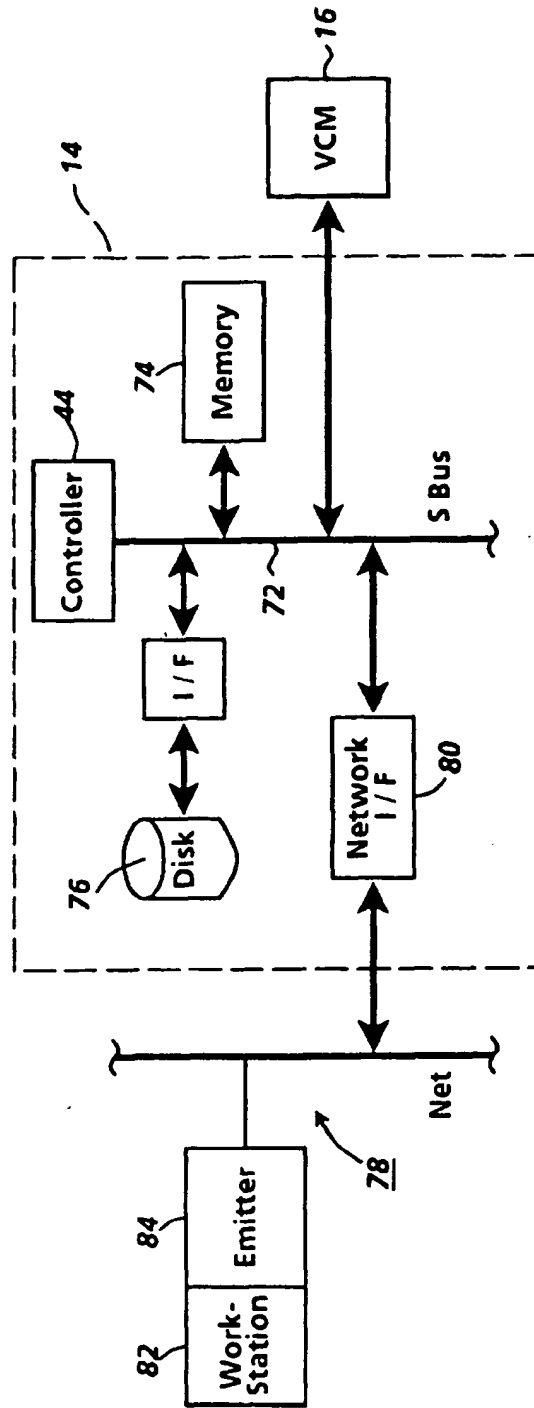 14
Controller
44
Memory
74
VCM
16
I / F
Disk
76
72
S Bus
Network
I / F
80
Net
78
Emitter
84
Work-
Station
82